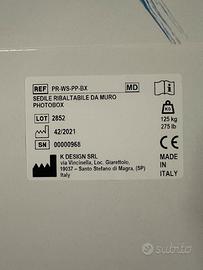 REF PR-WS-PP-BX MD
SEDILE RIBALTABILE DA MURO
PHOTOBOX
LOT 2852
42/2021
SN 00000968
KG
125 kg
275 lb
K DESIGN SRL
via Vincinella, Loc. Giarettolo,
19037 – Santo Stefano di Magra, (SP)
Italy
CE
MADE
IN
ITALY
subito